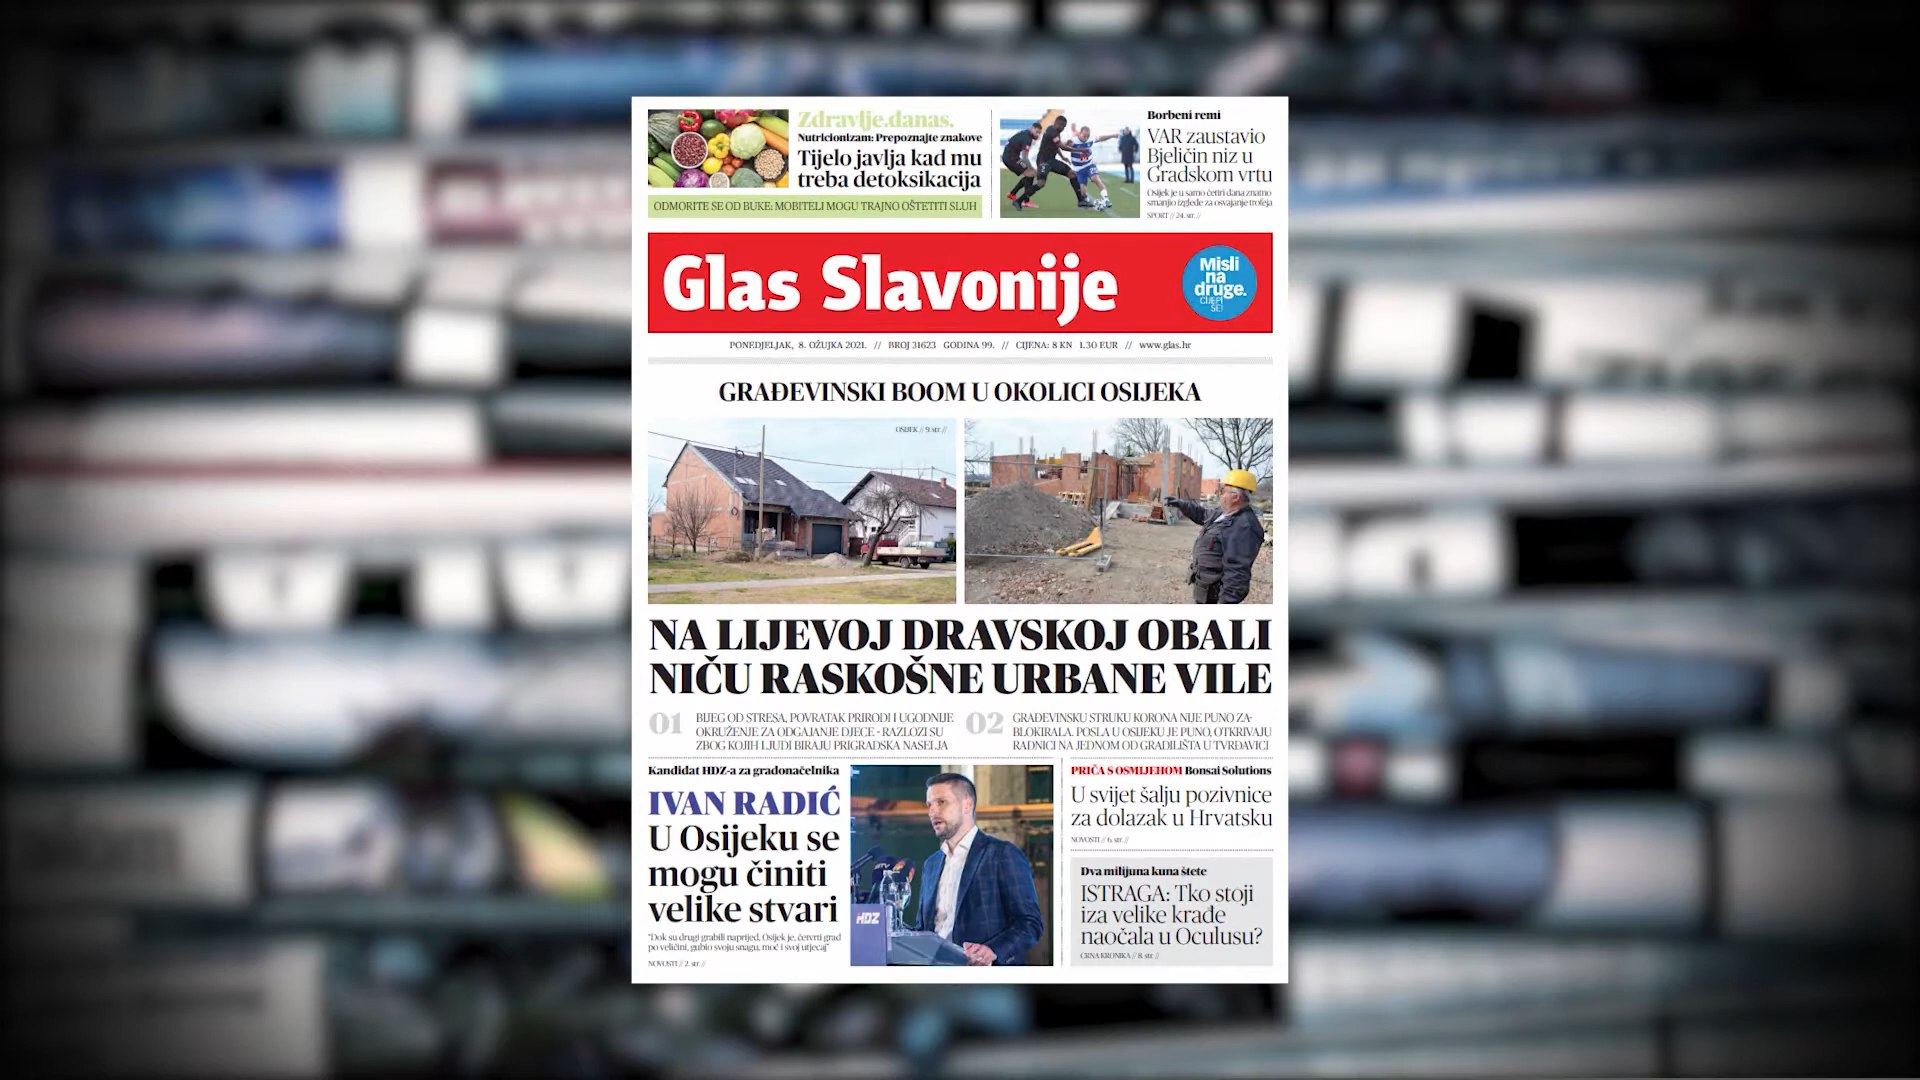 Zdravlje.danas.
Nutricionizam: Prepoznajte znakove
Tijelo javlja kad mu
treba detoksikacija
ODMORITE SE OD BUKE: MOBITELI MOGU TRAJNO OŠTETITI SLUH
Borbeni remi
VAR zaustavio
Bjeličin niz u
Gradskom vrtu
Osijek je u samo četiri dana znatno
smanjio izglede za osvajanje trofeja
SPORT // 24. str. //
Glas Slavonije
Misli
na
druge.
CIJEPI
SE!
PONEDJELJAK, 8. OŽUJKA 2021. // BROJ 31623 GODINA 99. // CIJENA: 8 KN 1.30 EUR // www.glas.hr
GRAĐEVINSKI BOOM U OKOLICI OSIJEKA
OSIJEK // 9. str. //
NA LIJEVOJ DRAVSKOJ OBALI
NIČU RASKOŠNE URBANE VILE
01 BIJEG OD STRESA, POVRATAK PRIRODI I UGODNIJE
OKRUŽENJE ZA ODGAJANJE DJECE - RAZLOZI SU
ZBOG KOJIH LJUDI BIRAJU PRIGRADSKA NASELJA
02 GRAĐEVINSKU STRUKU KORONA NIJE PUNO ZA-
BLOKIRALA. POSLA U OSIJEKU JE PUNO, OTKRIVAJU
RADNICI NA JEDNOM OD GRADILIŠTA U TVRĐAVICI
Kandidat HDZ-a za gradonačelnika
IVAN RADIĆ
U Osijeku se
mogu činiti
velike stvari
"Dok su drugi grabili naprijed, Osijek je, četvrti grad
po veličini, gubio svoju snagu, moć i svoj utjecaj"
NOVOSTI // 2. str. //
HDZ
PRIČA S OSMIJEHOM Bonsai Solutions
U svijet šalju pozivnice
za dolazak u Hrvatsku
NOVOSTI // 6. str. //
Dva milijuna kuna štete
ISTRAGA: Tko stoji
iza velike krađe
naočala u Oculusu?
CRNA KRONIKA // 8. str. //